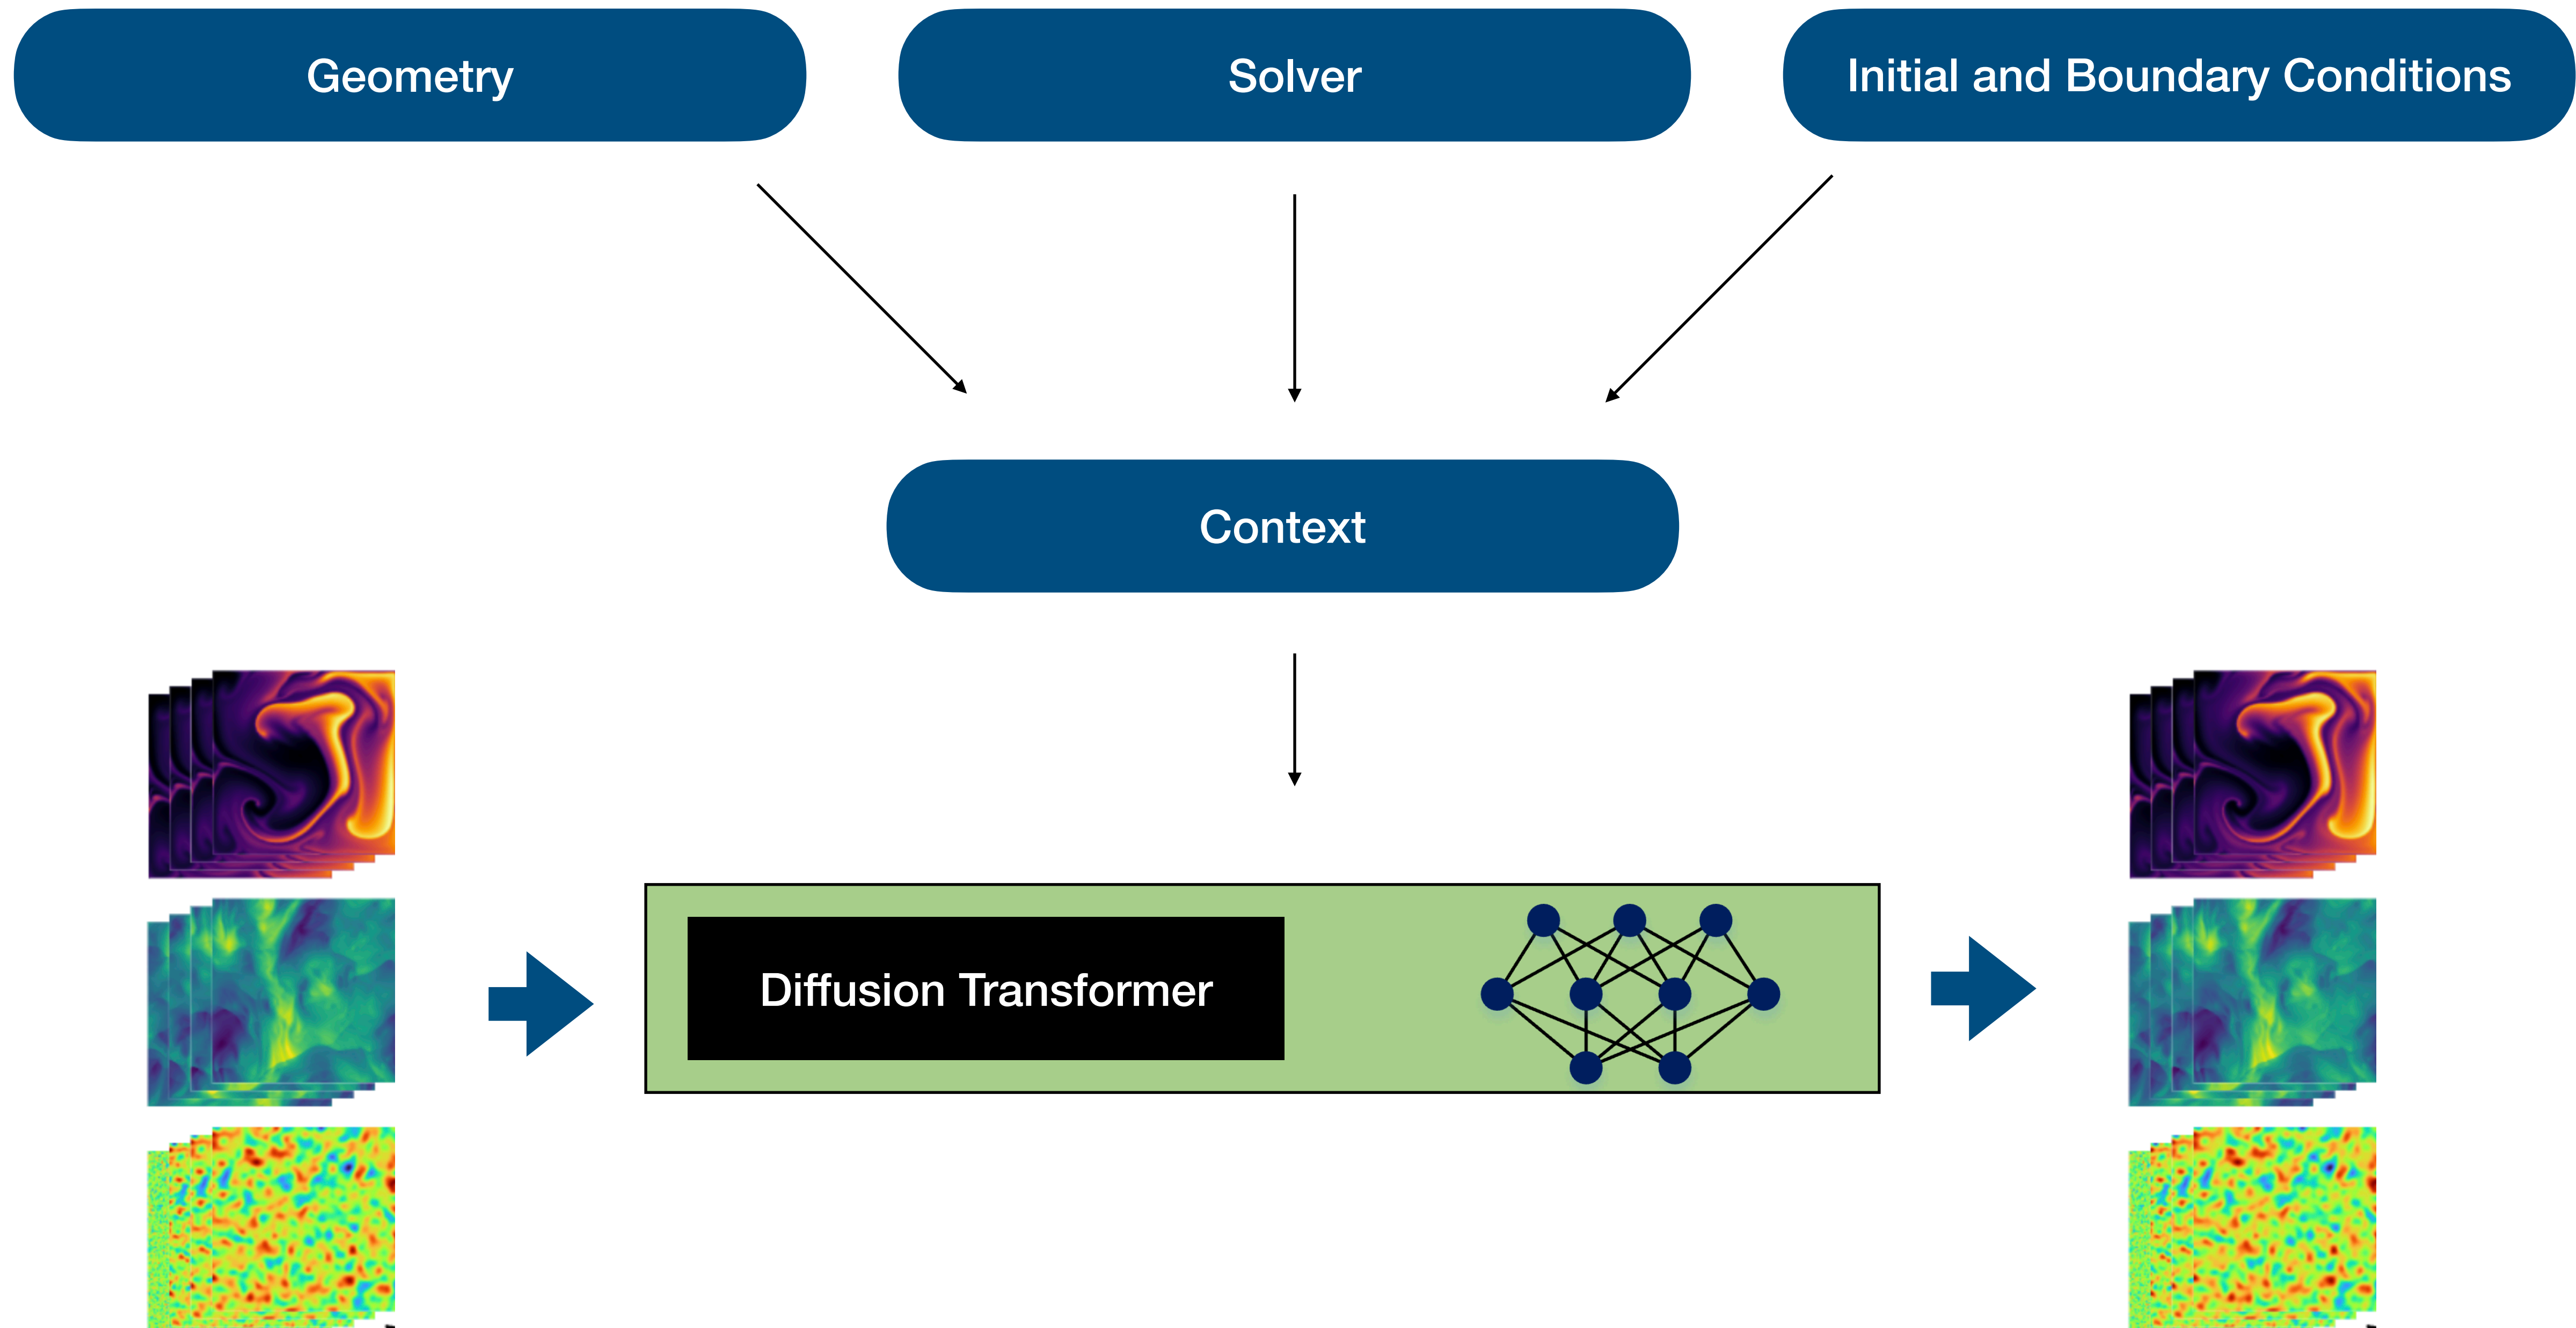 Geometry
Solver
Initial and Boundary Conditions
Context
Diffusion Transformer